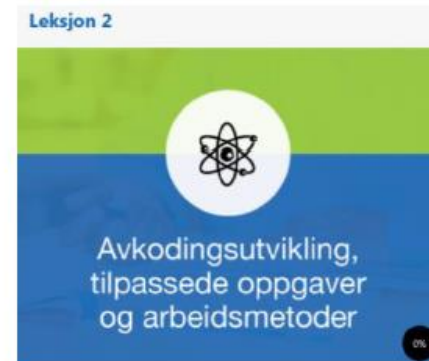 Leksjon 2
Avkodingsutvikling,
tilpassede oppgaver
og arbeidsmetoder
0%